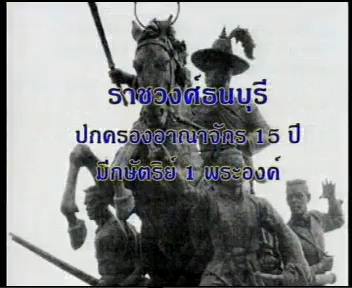 ราชวงศ์ธนบุรี
ปกครองอาณาจักร 15 ปี
มีกษัตริย์ 1 พระองค์